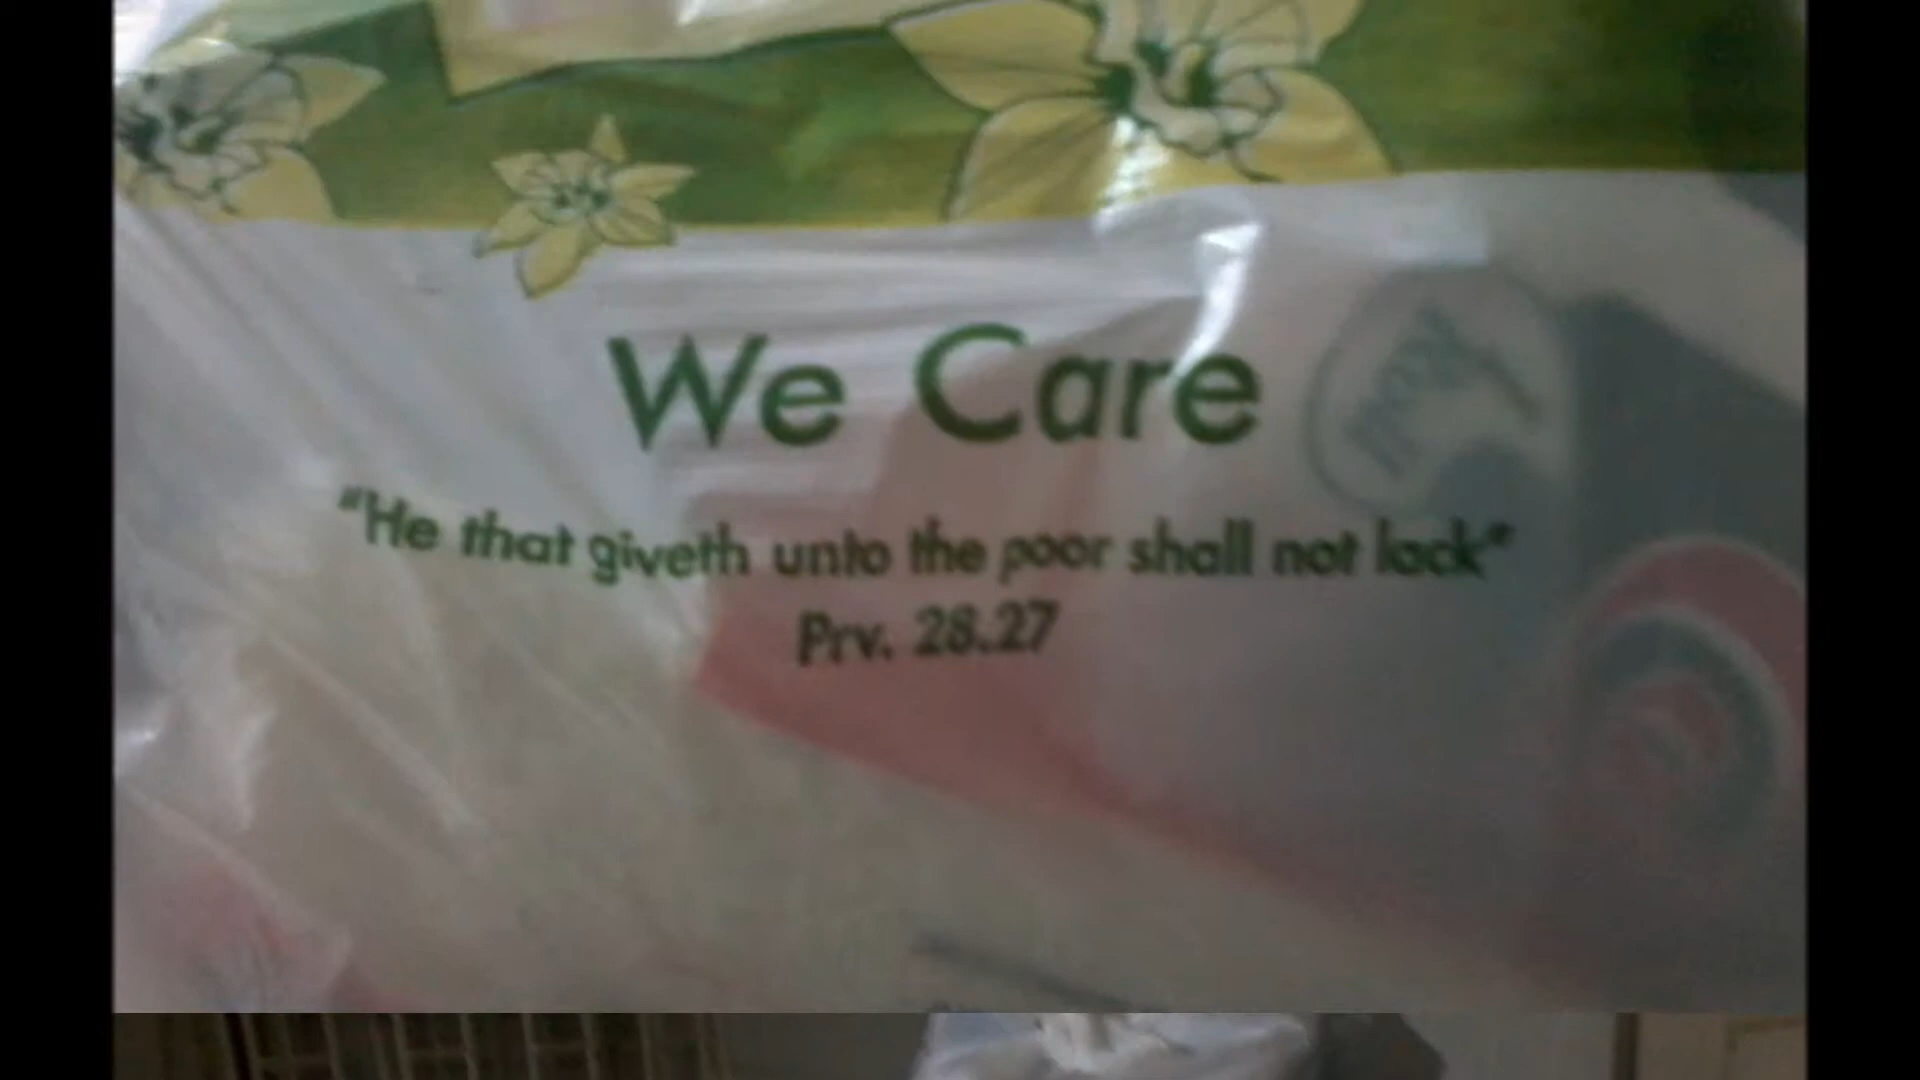 We Care
"He that giveth unto the poor shall not lack"
Prv. 28.27